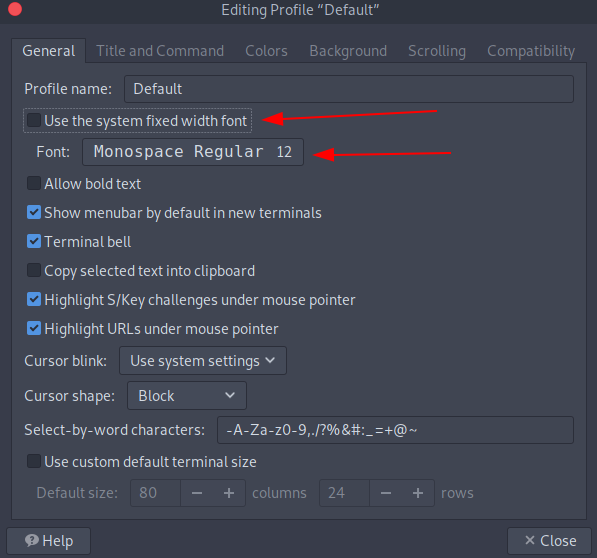 Editing Profile “Default”
General Title and Command Colors Background Scrolling Compatibility
Profile name: Default
Use the system fixed width font
Font: Monospace Regular 12
Allow bold text
Show menubar by default in new terminals
Terminal bell
Copy selected text into clipboard
Highlight S/Key challenges under mouse pointer
Highlight URLs under mouse pointer
Cursor blink: Use system settings
Cursor shape: Block
Select-by-word characters: -A-Za-z0-9,./?%&#:_=+@~
Use custom default terminal size
Default size: 80 − + columns 24 − + rows
Help × Close